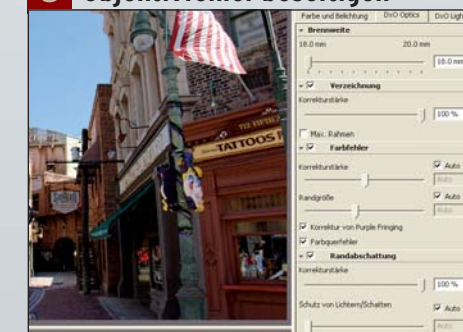 Objektivfehler beseitigen
Farbe und Belichtung
DxO Optics
DxO Ligh
Brennweite
18.0 mm
20.0 mm
18.0 mm
Verzeichnung
Korrekturstärke
100 %
Max. Rahmen
Farbfehler
Korrekturstärke
Auto
Auto
Randgröße
Auto
Auto
Korrektur von Purple Fringing
Farbquerfehler
Randabschattung
Korrekturstärke
100 %
Schutz von Lichtern/Schatten
Auto
Auto
TATTOOS